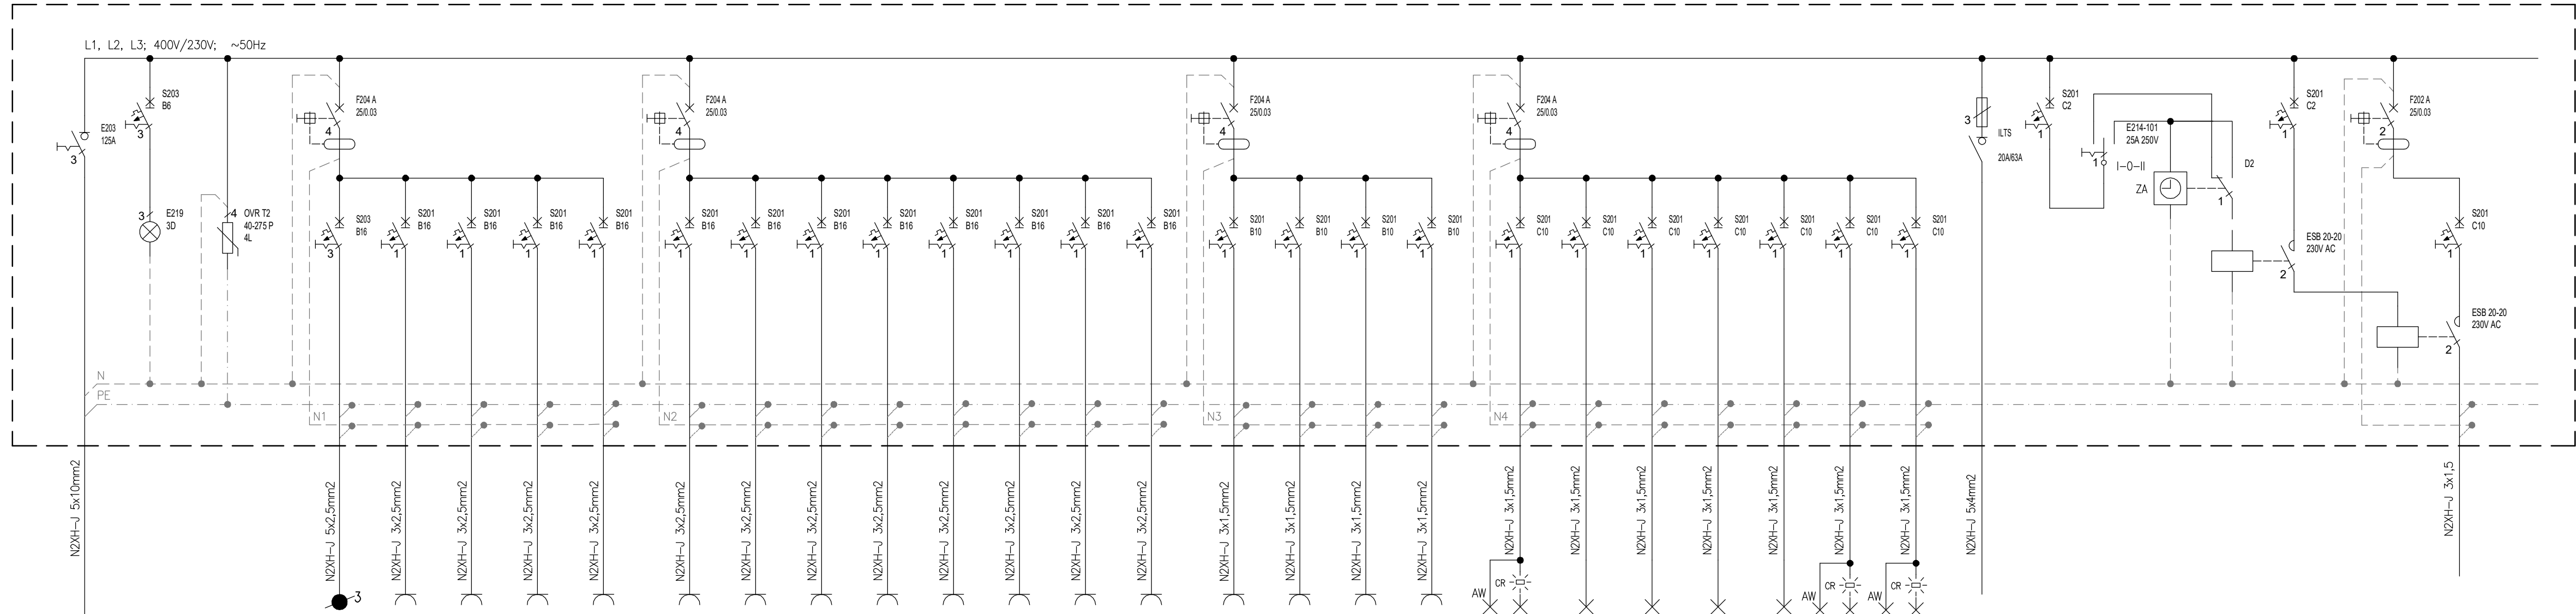 L1, L2, L3; 400V/230V; ~50Hz
E203
125A
3
S203
B6
3
3
E219
3D
4
OVR T2
40-275 P
4L
F204 A
25/0.03
4
F204 A
25/0.03
4
F204 A
25/0.03
4
F204 A
25/0.03
4
S203
B16
3
S201
B16
1
S201
B16
1
S201
B16
1
S201
B16
1
S201
B16
1
S201
B16
1
S201
B16
1
S201
B16
1
S201
B16
1
S201
B16
1
S201
B16
1
S201
B16
1
S201
B10
1
S201
B10
1
S201
B10
1
S201
B10
1
S201
C10
1
S201
C10
1
S201
C10
1
S201
C10
1
S201
C10
1
S201
C10
1
S201
C10
1
3
ILTS
20A/63A
S201
C2
1
E214-101
25A 250V
1
I-O-II
ZA
D2
1
S201
C2
1
ESB 20-20
230V AC
2
F202 A
25/0.03
2
S201
C10
1
ESB 20-20
230V AC
2
N
PE
N1
N2
N3
N4
N2XH-J 5x10mm2
N2XH-J 5x2,5mm2
N2XH-J 3x2,5mm2
N2XH-J 3x2,5mm2
N2XH-J 3x2,5mm2
N2XH-J 3x2,5mm2
N2XH-J 3x2,5mm2
N2XH-J 3x2,5mm2
N2XH-J 3x2,5mm2
N2XH-J 3x2,5mm2
N2XH-J 3x2,5mm2
N2XH-J 3x2,5mm2
N2XH-J 3x2,5mm2
N2XH-J 3x2,5mm2
N2XH-J 3x1,5mm2
N2XH-J 3x1,5mm2
N2XH-J 3x1,5mm2
N2XH-J 3x1,5mm2
N2XH-J 3x1,5mm2
N2XH-J 3x1,5mm2
N2XH-J 3x1,5mm2
N2XH-J 3x1,5mm2
N2XH-J 3x1,5mm2
N2XH-J 3x1,5mm2
N2XH-J 3x1,5mm2
N2XH-J 5x4mm2
N2XH-J 3x1,5
3
AW
CR
AW
CR
AW
CR